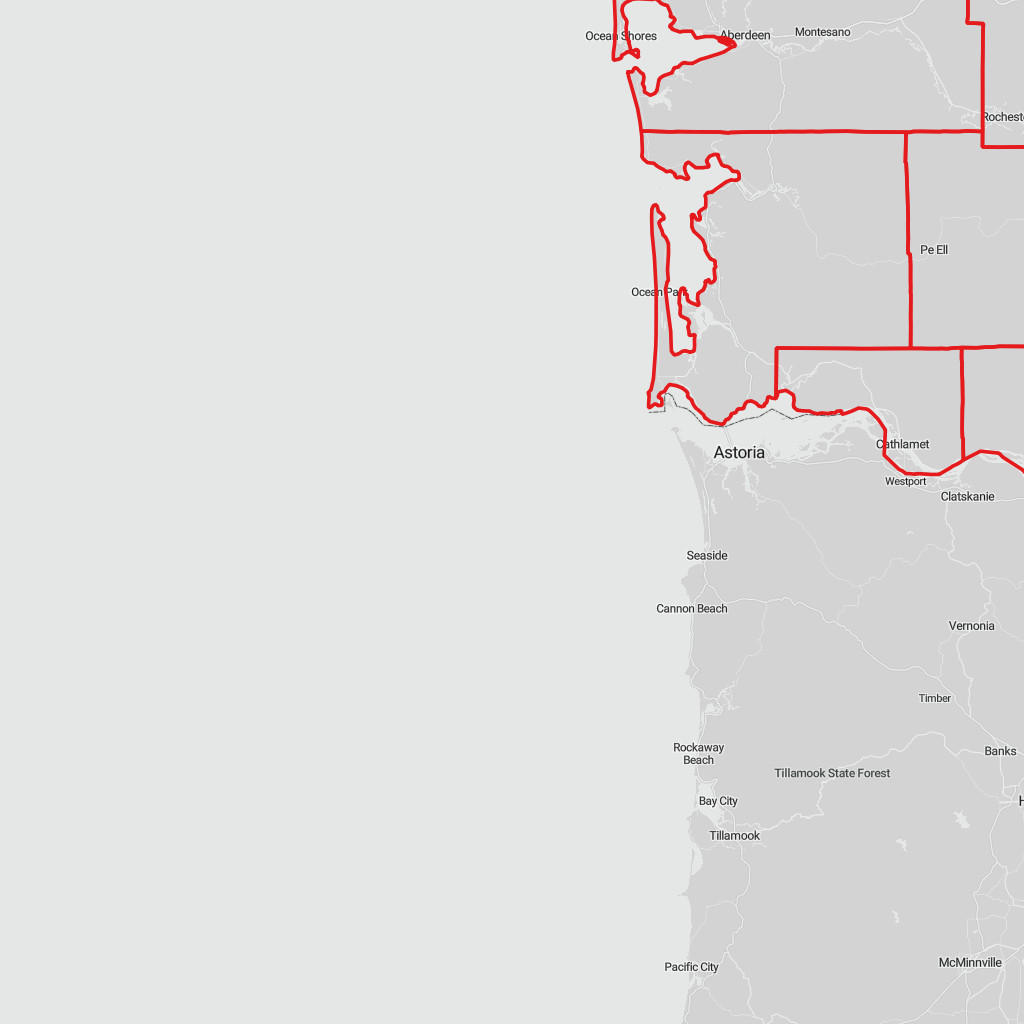 Ocean Shores
Aberdeen
Montesano
Rocheste
Pe Ell
Ocean Park
Cathlamet
Astoria
Westport
Clatskanie
Seaside
Cannon Beach
Vernonia
Timber
Rockaway
Beach
Banks
Tillamook State Forest
Bay City
H
Tillamook
McMinnville
Pacific City